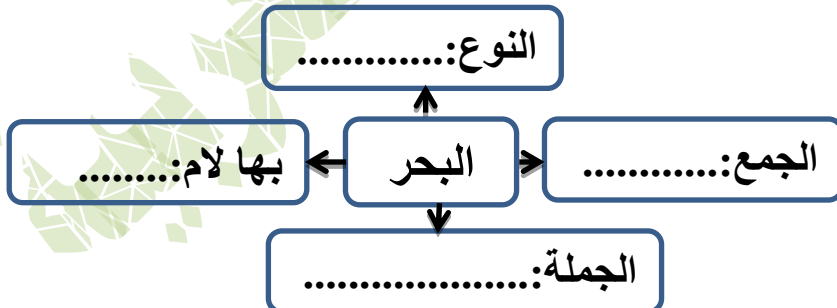 النوع:..............
الجمع:............
البحر
بها لام:.........
الجملة:.....................